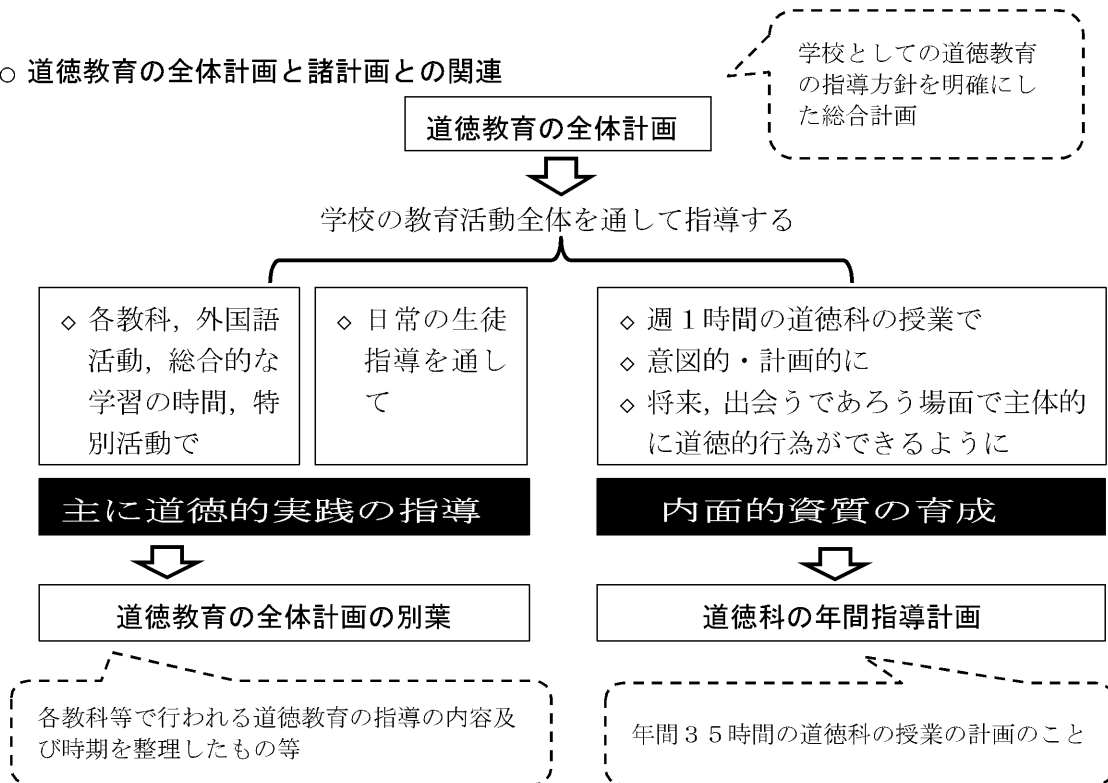 ○ 道徳教育の全体計画と諸計画との関連
学校としての道徳教育
の指導方針を明確にし
た総合計画
道徳教育の全体計画
学校の教育活動全体を通して指導する
◇ 各教科，外国語
活動，総合的な
学習の時間，特
別活動で
◇ 日常の生徒
指導を通し
て
◇ 週１時間の道徳科の授業で
◇ 意図的・計画的に
◇ 将来，出会うであろう場面で主体的
に道徳的行為ができるように
主に道徳的実践の指導
内面的資質の育成
道徳教育の全体計画の別葉
道徳科の年間指導計画
各教科等で行われる道徳教育の指導の内容及
び時期を整理したもの等
年間３５時間の道徳科の授業の計画のこと